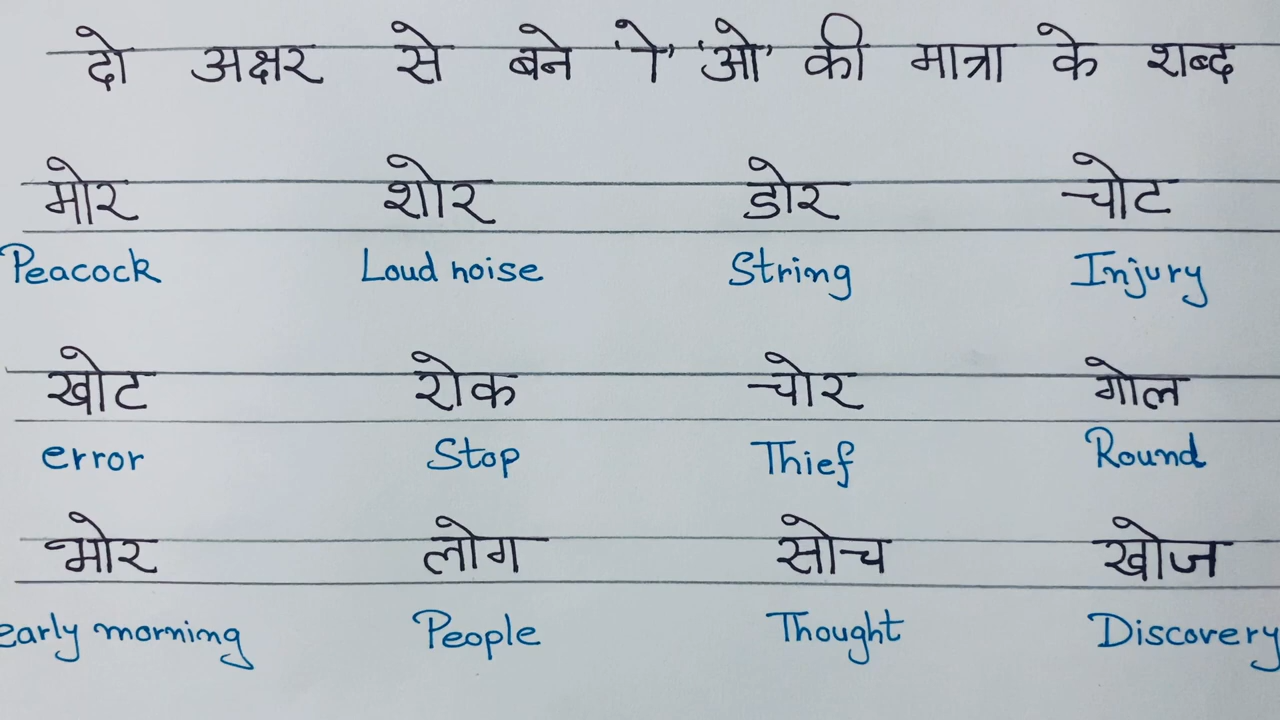 दो अक्षर से बने 'ो' 'ओ' की मात्रा के शब्द
मोर शोर डोर चोट
Peacock Loud noise String Injury
खोट रोक चोर गोल
error Stop Thief Round
भोर लोग सोच खोज
early morning People Thought Discovery